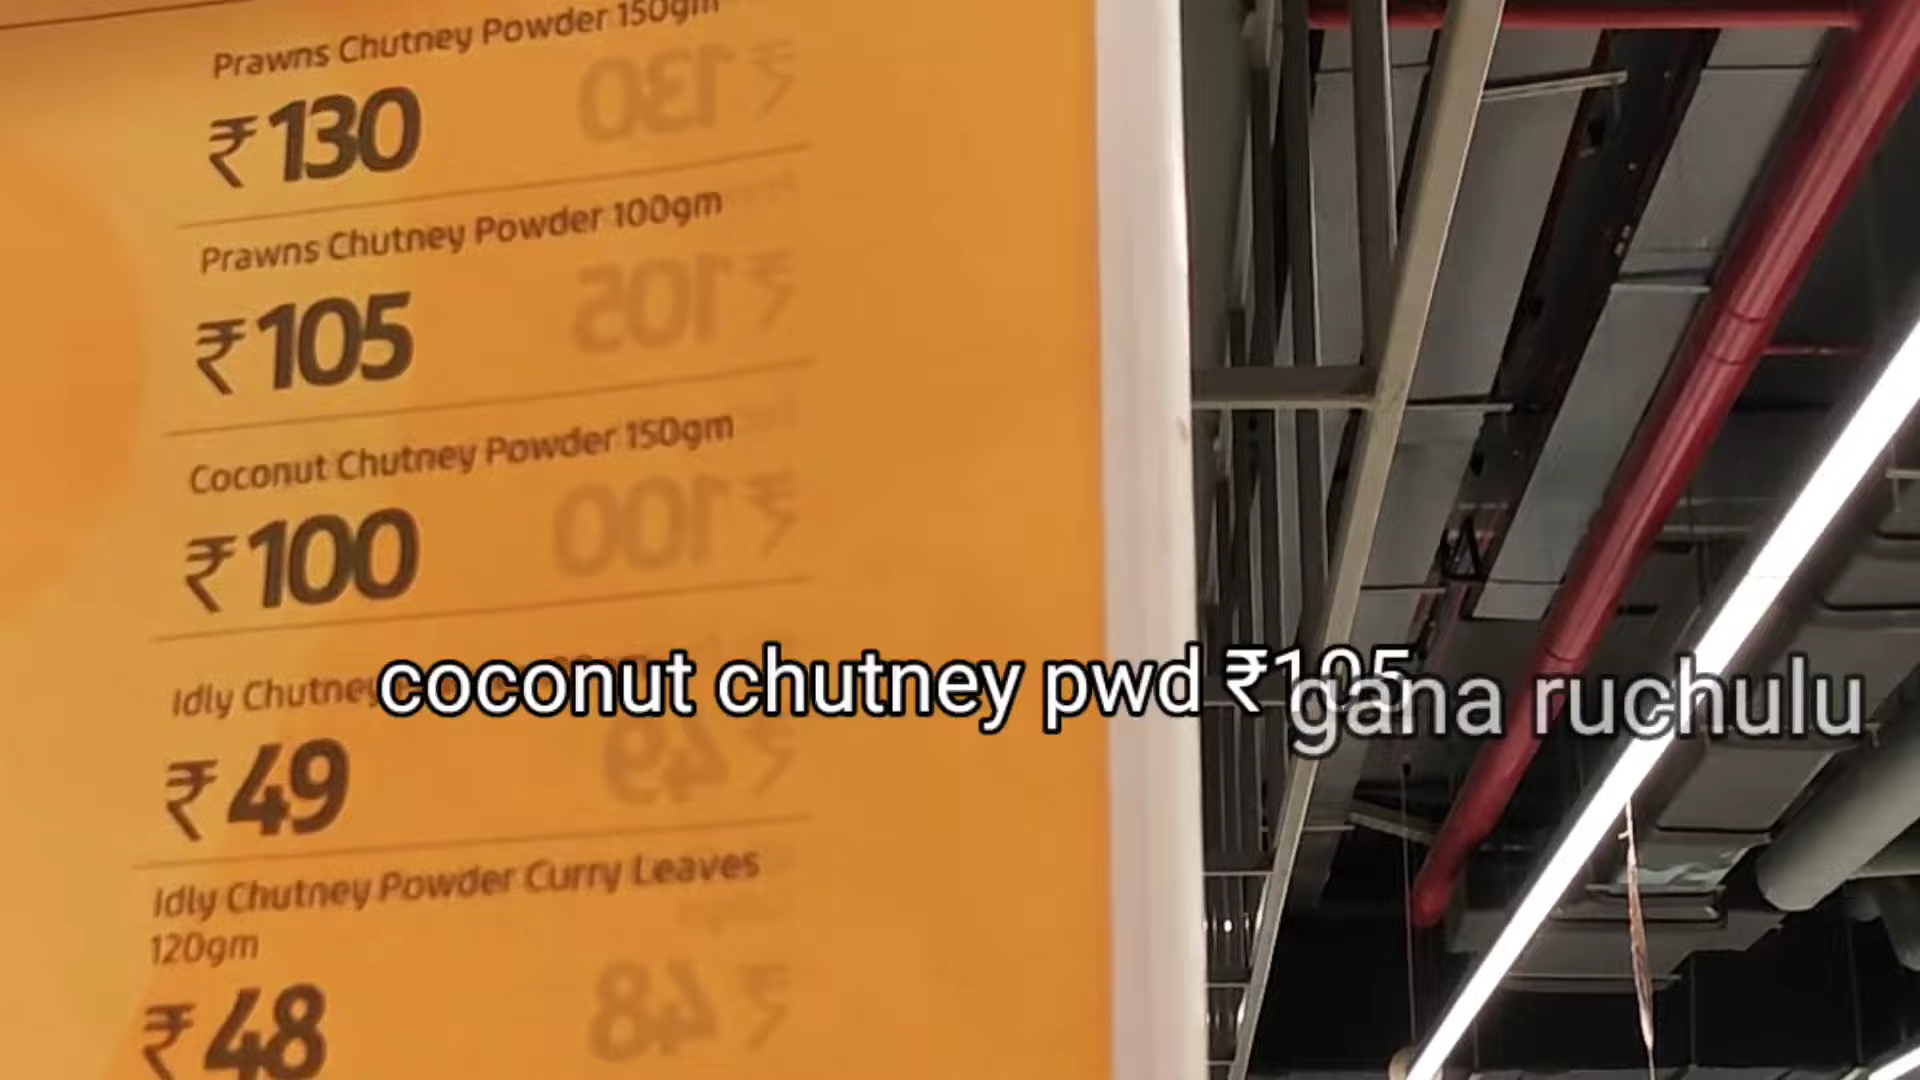 Prawns Chutney Powder 150gm
₹130
Prawns Chutney Powder 100gm
₹105
Coconut Chutney Powder 150gm
₹100
Idly Chutney
coconut chutney pwd ₹105
gana ruchulu
₹49
Idly Chutney Powder Curry Leaves
120gm
₹48